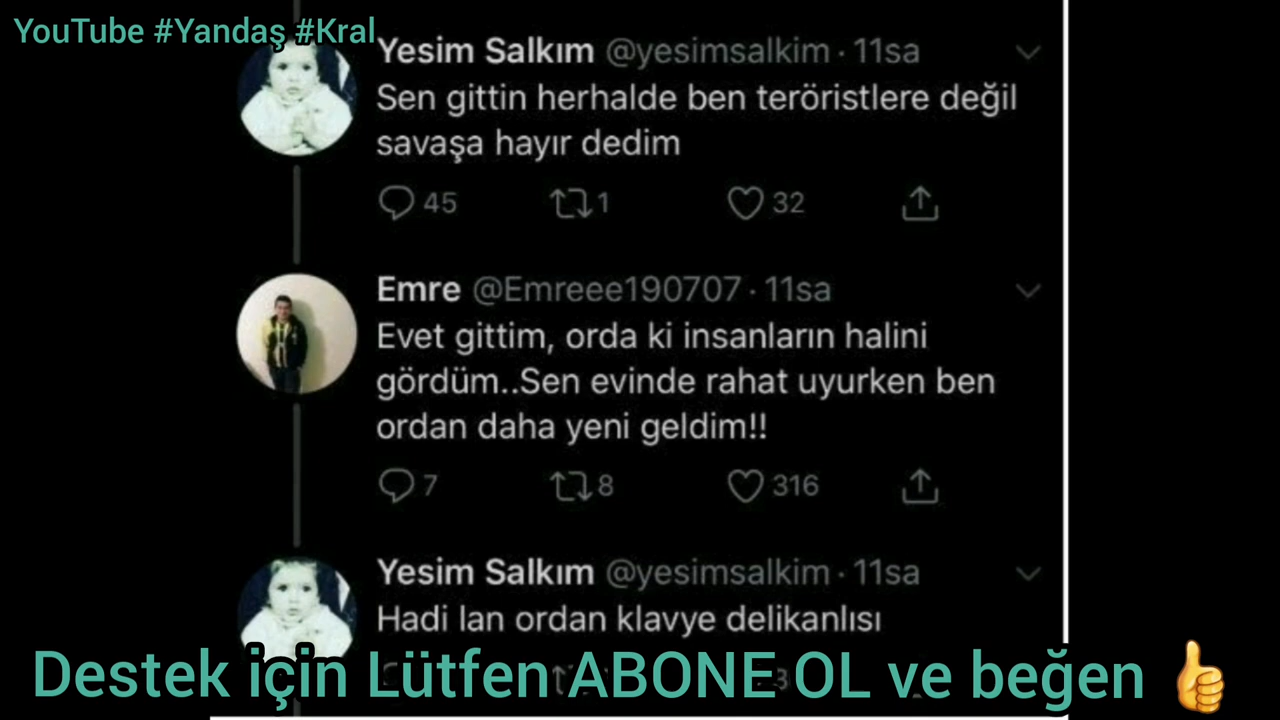 YouTube #Yandaş #Kral
Yesim Salkım @yesimsalkim · 11sa
Sen gittin herhalde ben teröristlere değil
savaşa hayır dedim
45 1 32
Emre @Emreee190707 · 11sa
Evet gittim, orda ki insanların halini
gördüm..Sen evinde rahat uyurken ben
ordan daha yeni geldim!!
7 8 316
Yesim Salkım @yesimsalkim · 11sa
Hadi lan ordan klavye delikanlısı
Destek için Lütfen ABONE OL ve beğen 👍